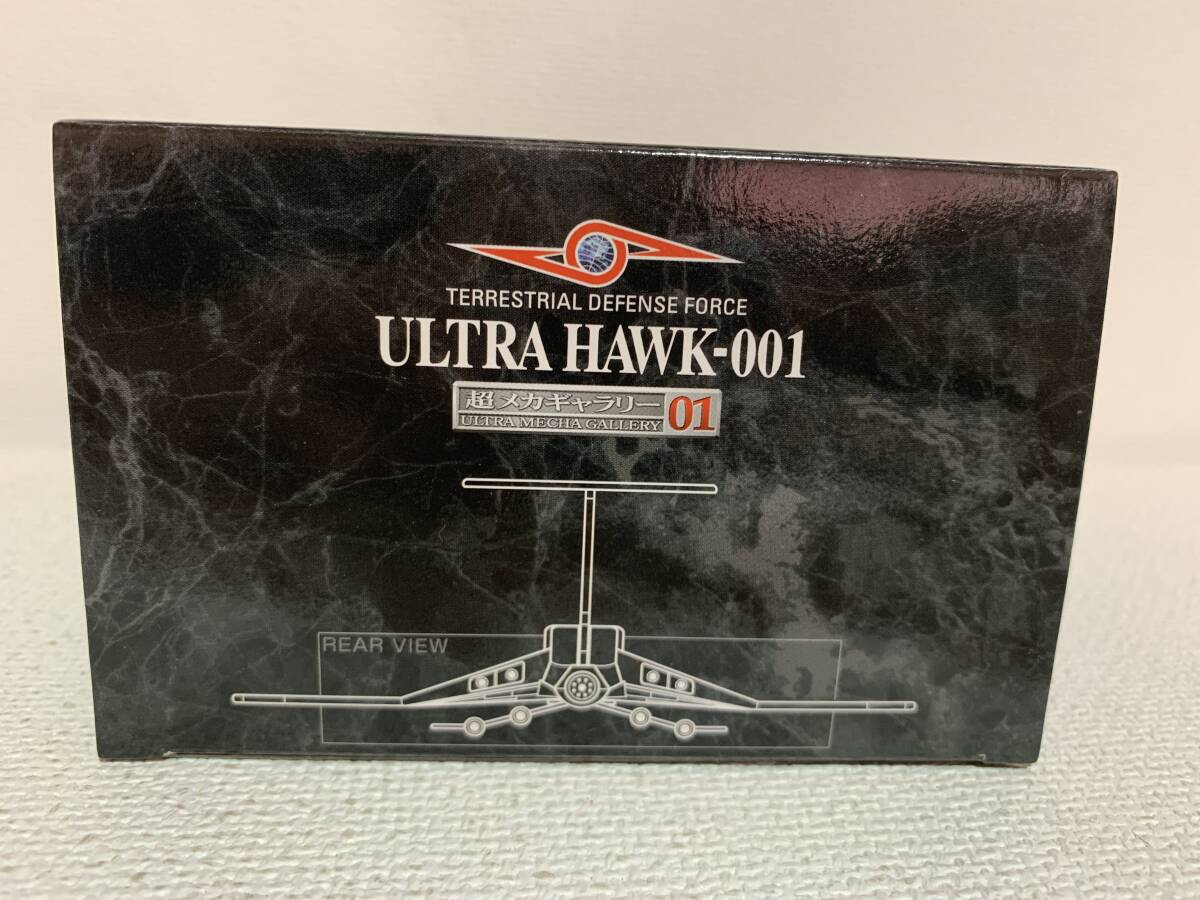 TERRESTRIAL DEFENSE FORCE
ULTRA HAWK-001
超メカギャラリー 01
ULTRA MECHA GALLERY
REAR VIEW